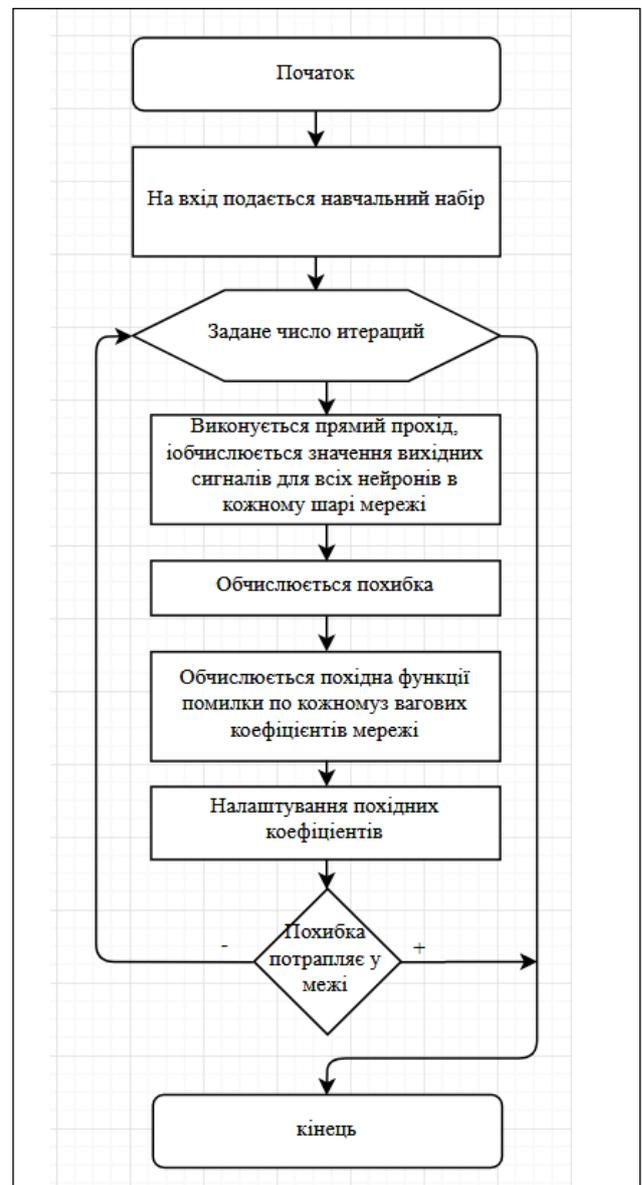 Початок
На вхід подається навчальний набір
Задане число итераций
Виконується прямий прохід,
іобчислюється значення вихідних
сигналів для всіх нейронів в
кожному шарі мережі
Обчислюється похибка
Обчислюється похідна функції
помилки по кожномуз вагових
коефіцієнтів мережі
Налаштування похідних
коефіцієнтів
Похибка
потрапляє у
межі
-
+
кінець